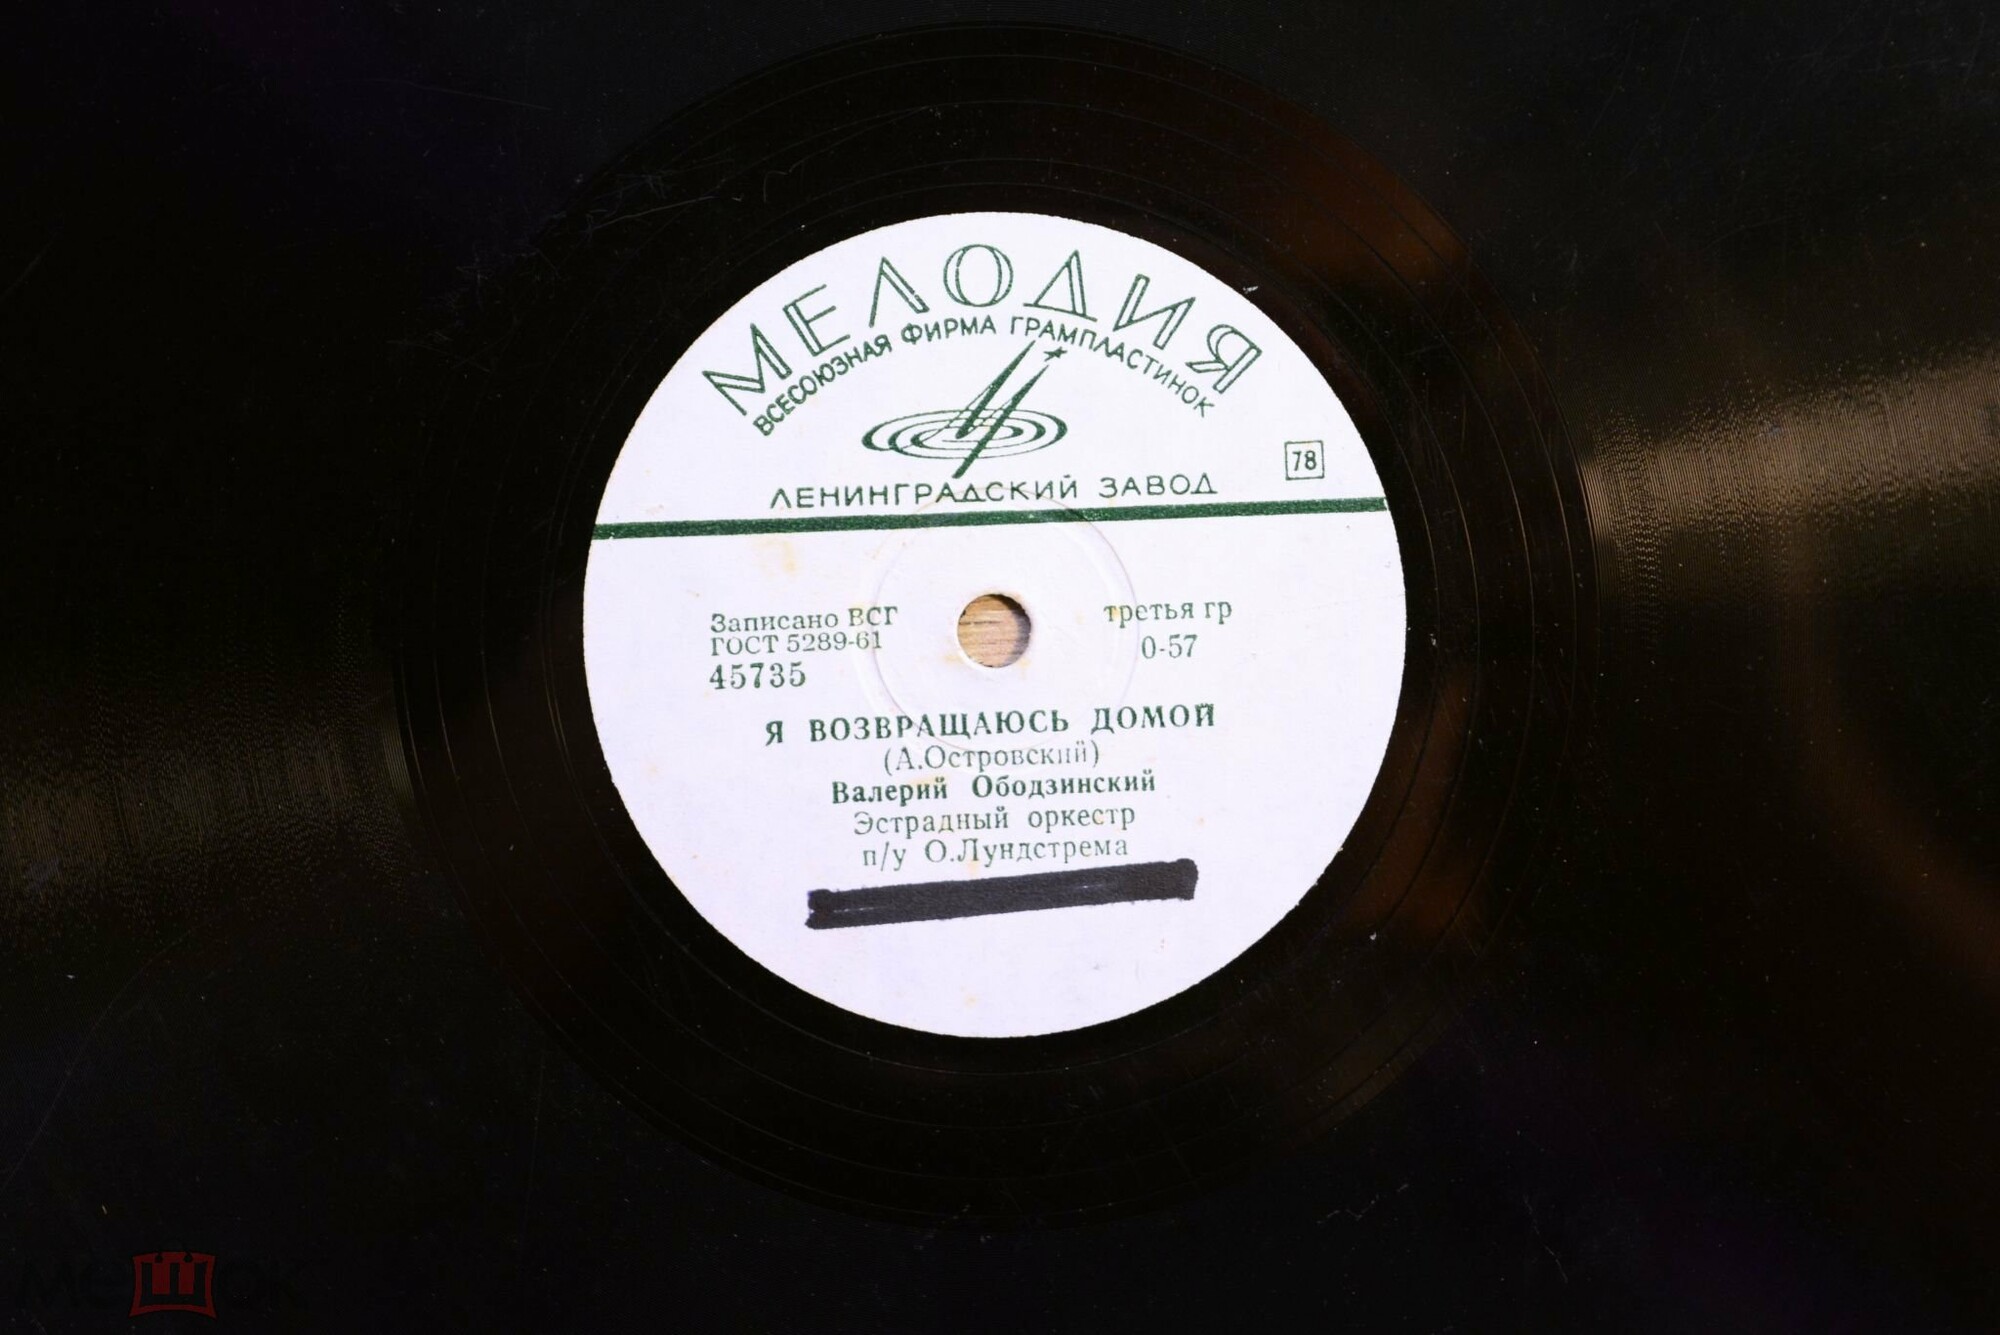 МЕЛОДИЯ
ВСЕСОЮЗНАЯ ФИРМА ГРАМПЛАСТИНОК
ЛЕНИНГРАДСКИЙ ЗАВОД
78
Записано ВСГ
ГОСТ 5289-61
45735
третья гр
0-57
Я ВОЗВРАЩАЮСЬ ДОМОЙ
(А.Островский)
Валерий Ободзинский
Эстрадный оркестр
п/у О.Лундстрема
мешок